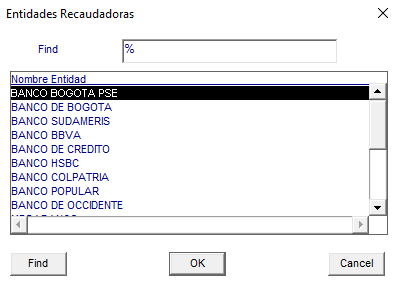 Entidades Recaudadoras
Find %
Nombre Entidad
BANCO BOGOTA PSE
BANCO DE BOGOTA
BANCO SUDAMERIS
BANCO BBVA
BANCO DE CREDITO
BANCO HSBC
BANCO COLPATRIA
BANCO POPULAR
BANCO DE OCCIDENTE
Find OK Cancel